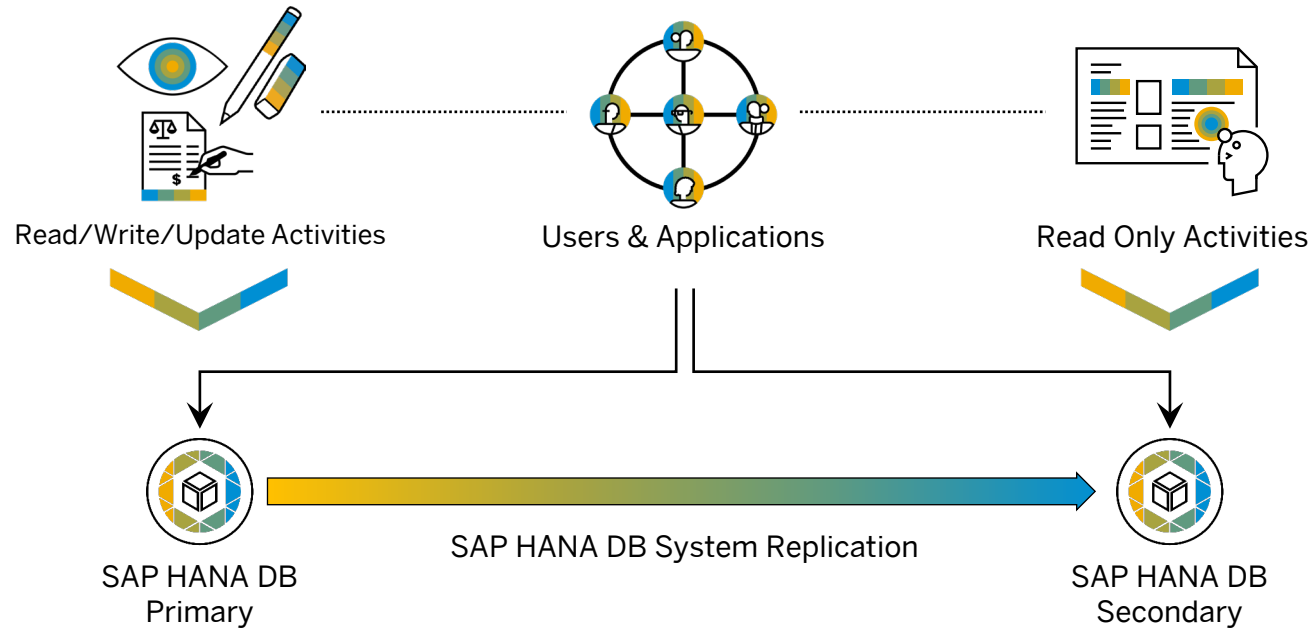 $
Read/Write/Update Activities
Users & Applications
Read Only Activities
SAP HANA DB System Replication
SAP HANA DB
Primary
SAP HANA DB
Secondary